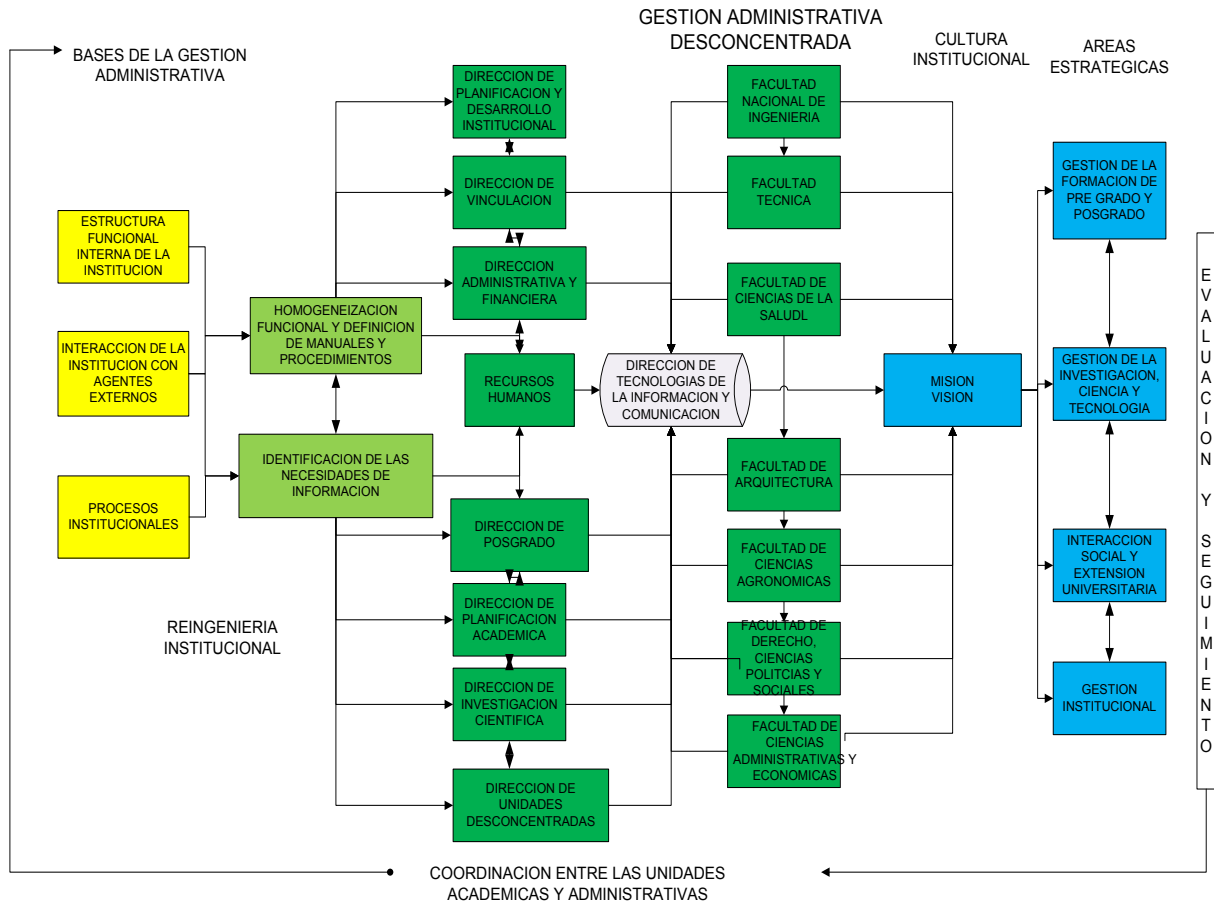 GESTION ADMINISTRATIVA
DESCONCENTRADA
BASES DE LA GESTION
ADMINISTRATIVA
CULTURA
INSTITUCIONAL
AREAS
ESTRATEGICAS
ESTRUCTURA
FUNCIONAL
INTERNA DE LA
INSTITUCION
INTERACCION DE LA
INSTITUCION CON
AGENTES
EXTERNOS
PROCESOS
INSTITUCIONALES
HOMOGENEIZACION
FUNCIONAL Y DEFINICION
DE MANUALES Y
PROCEDIMIENTOS
IDENTIFICACION DE LAS
NECESIDADES DE
INFORMACION
REINGENIERIA
INSTITUCIONAL
DIRECCION DE
PLANIFICACION Y
DESARROLLO
INSTITUCIONAL
DIRECCION DE
VINCULACION
DIRECCION
ADMINISTRATIVA Y
FINANCIERA
RECURSOS
HUMANOS
DIRECCION DE
POSGRADO
DIRECCION DE
PLANIFICACION
ACADEMICA
DIRECCION DE
INVESTIGACION
CIENTIFICA
DIRECCION DE
UNIDADES
DESCONCENTRADAS
DIRECCION DE
TECNOLOGIAS DE
LA INFORMACION Y
COMUNICACION
FACULTAD
NACIONAL DE
INGENIERIA
FACULTAD
TECNICA
FACULTAD DE
CIENCIAS DE LA
SALUDL
FACULTAD DE
ARQUITECTURA
FACULTAD DE
CIENCIAS
AGRONOMICAS
FACULTAD DE
DERECHO,
CIENCIAS
POLITCIAS Y
SOCIALES
FACULTAD DE
CIENCIAS
ADMINISTRATIVAS Y
ECONOMICAS
MISION
VISION
GESTION DE LA
FORMACION DE
PRE GRADO Y
POSGRADO
GESTION DE LA
INVESTIGACION,
CIENCIA Y
TECNOLOGIA
INTERACCION
SOCIAL Y
EXTENSION
UNIVERSITARIA
GESTION
INSTITUCIONAL
EVALUACION Y SEGUIMIENTO
COORDINACION ENTRE LAS UNIDADES
ACADEMICAS Y ADMINISTRATIVAS